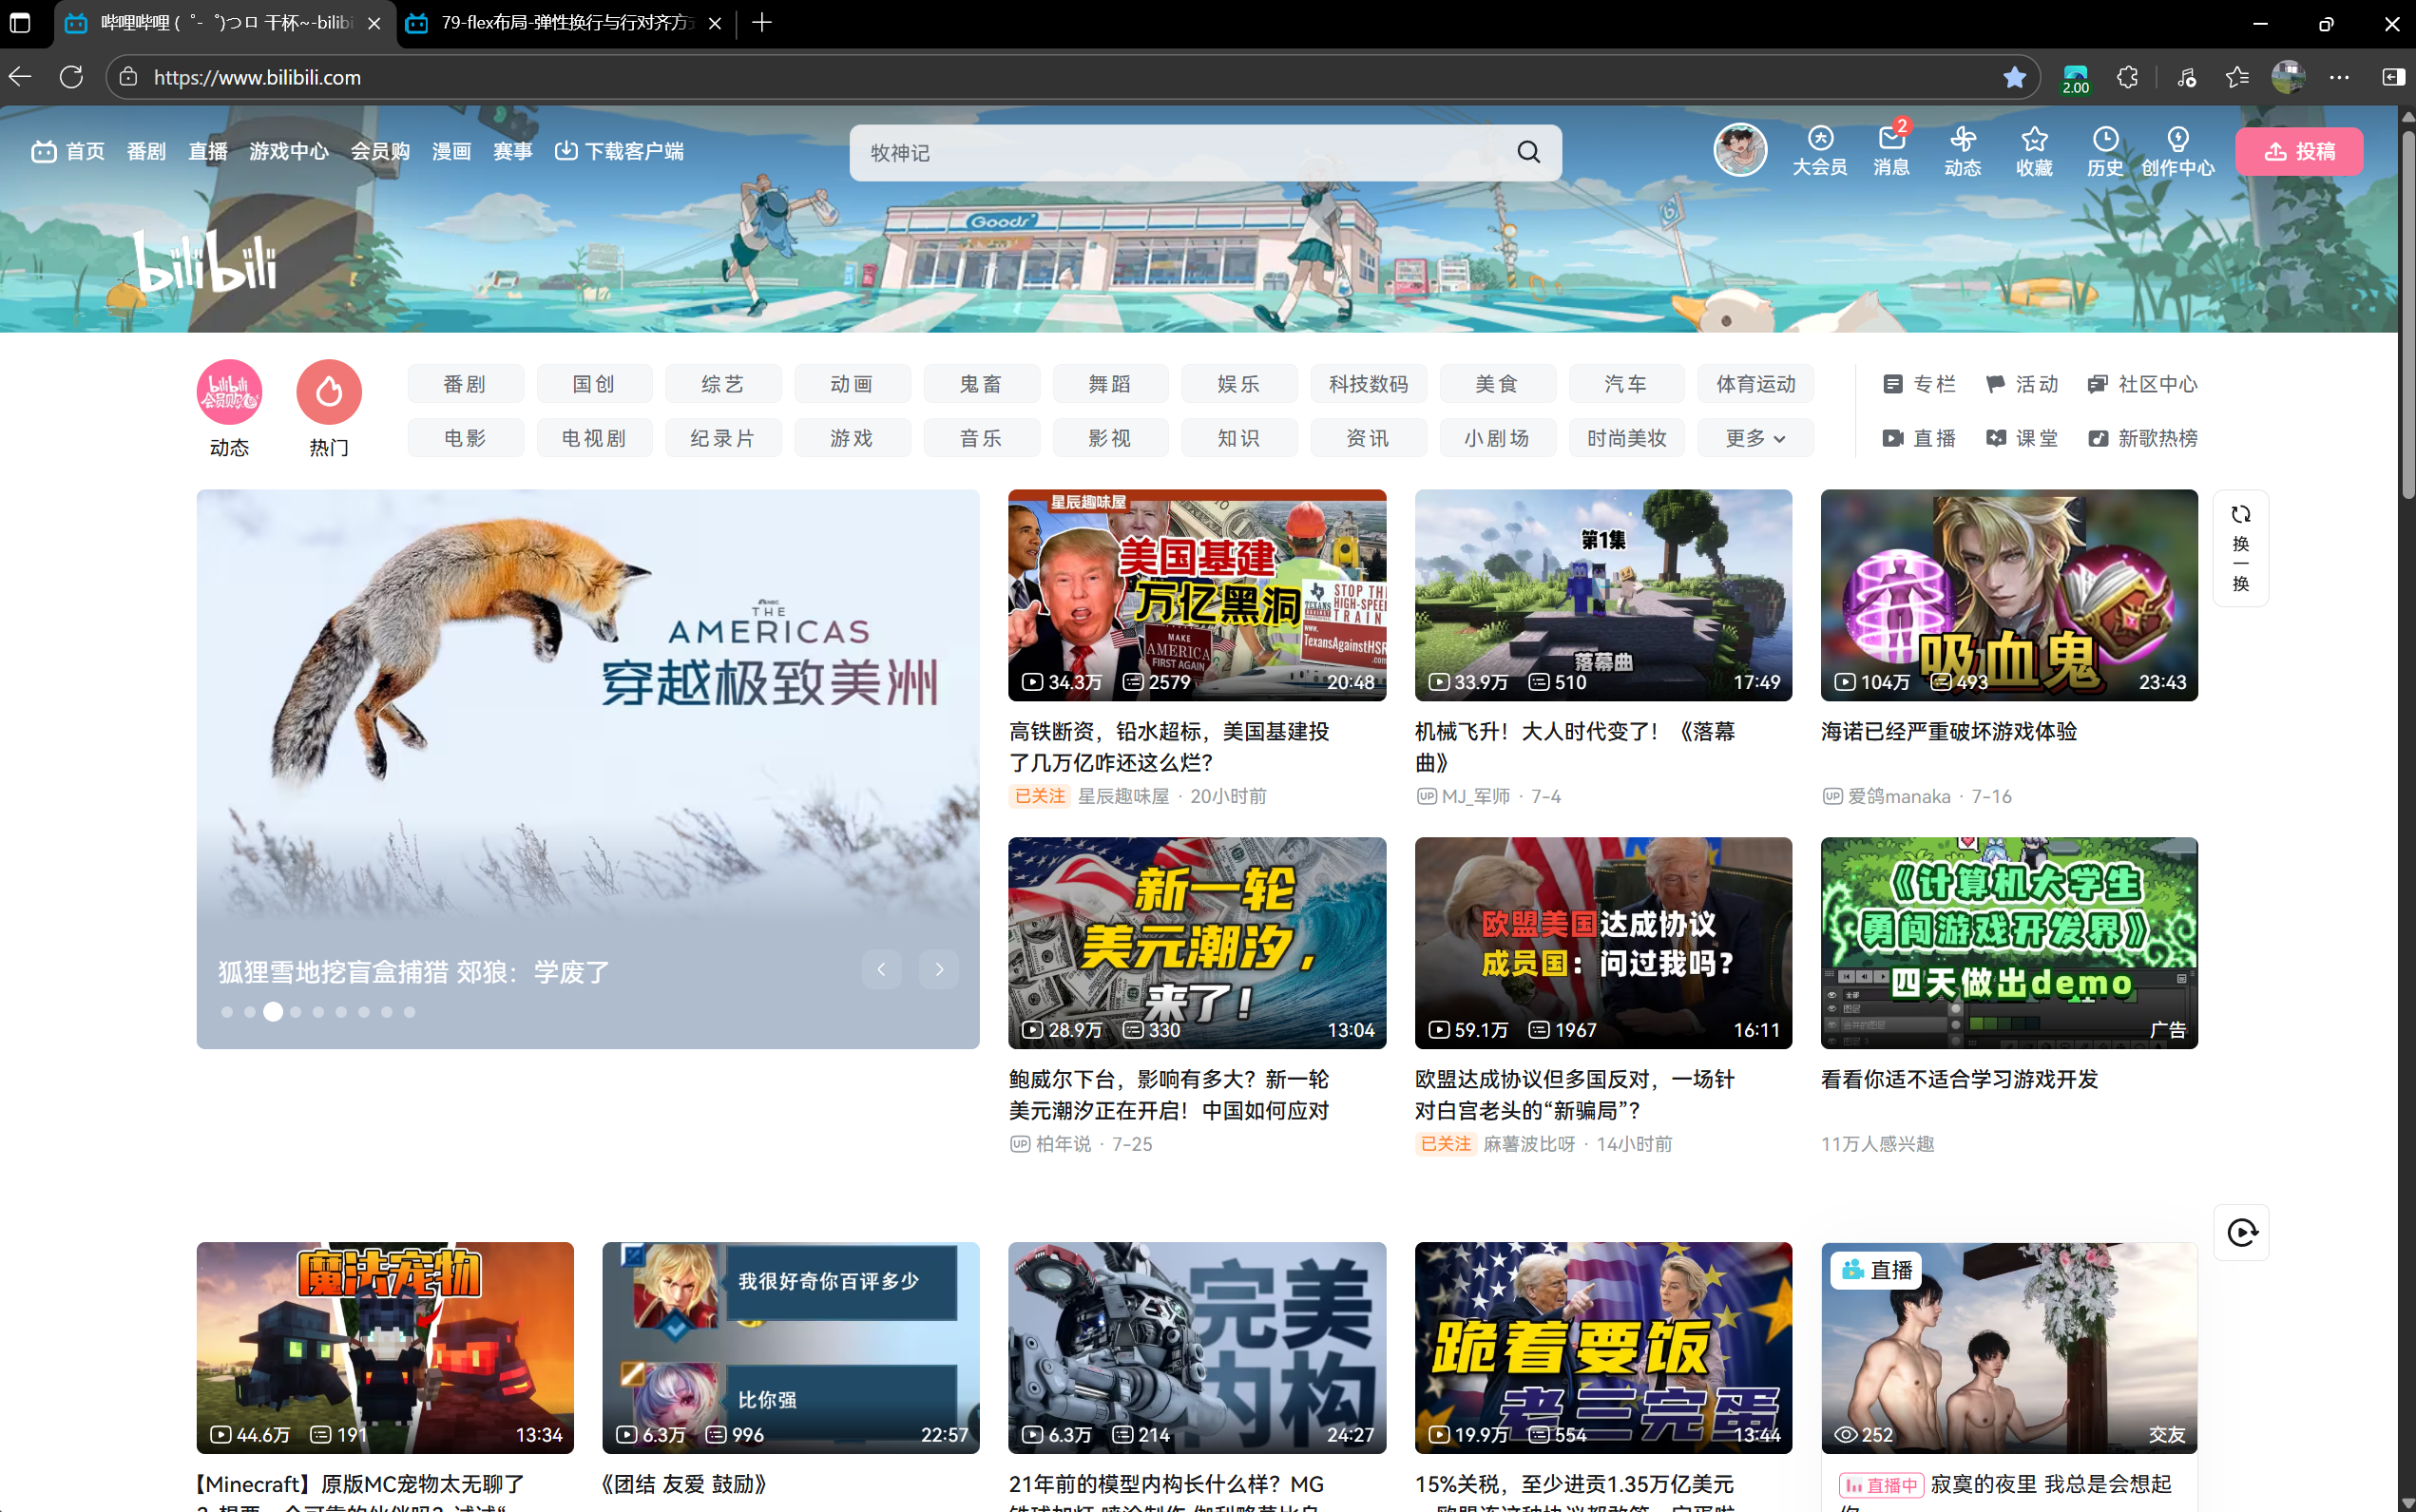 哔哩哔哩 (゜-゜)つロ 干杯~-bilibi
79-flex布局-弹性换行与行对齐方式
https://www.bilibili.com
2.00
首页 番剧 直播 游戏中心 会员购 漫画 赛事 下载客户端
牧神记
大会员 消息 2 动态 收藏 历史 创作中心 投稿
Goods
bilibili
bilibili
会员购
动态 热门
番剧 国创 综艺 动画 鬼畜 舞蹈 娱乐 科技数码 美食 汽车 体育运动
电影 电视剧 纪录片 游戏 音乐 影视 知识 资讯 小剧场 时尚美妆 更多
专栏 活动 社区中心
直播 课堂 新歌热榜
THE
AMERICAS
穿越极致美洲
狐狸雪地挖盲盒捕猎 郊狼：学废了
星辰趣味屋
美国基建
万亿黑洞
STOP TH
HIGH-SPEE
TRAIN
TEXANS
AGAINST
www.
TexansAgainstHSR
.com
MAKE
AMERICA
FIRST AGAIN
34.3万 2579 20:48
高铁断资，铅水超标，美国基建投
了几万亿咋还这么烂？
已关注 星辰趣味屋 · 20小时前
第1集
落幕曲
33.9万 510 17:49
机械飞升！大人时代变了！《落幕
曲》
UP MJ_军师 · 7-4
吸血鬼
104万 493 23:43
海诺已经严重破坏游戏体验
UP 爱鸽manaka · 7-16
换
一
换
新一轮
美元潮汐，
来了！
28.9万 330 13:04
鲍威尔下台，影响有多大？新一轮
美元潮汐正在开启！中国如何应对
UP 柏年说 · 7-25
欧盟美国达成协议
成员国：问过我吗？
59.1万 1967 16:11
欧盟达成协议但多国反对，一场针
对白宫老头的“新骗局”？
已关注 麻薯波比呀 · 14小时前
《计算机大学生
勇闯游戏开发界》
四天做出demo
广告
看看你适不适合学习游戏开发
11万人感兴趣
魔法宠物
44.6万 191 13:34
【Minecraft】原版MC宠物太无聊了
我很好奇你百评多少
比你强
6.3万 996 22:57
《团结 友爱 鼓励》
完美
内构
6.3万 214 24:27
21年前的模型内构长什么样？MG
跪着要饭
老三完蛋
19.9万 554 13:44
15%关税，至少进贡1.35万亿美元
直播
252 交友
直播中 寂寞的夜里 我总是会想起